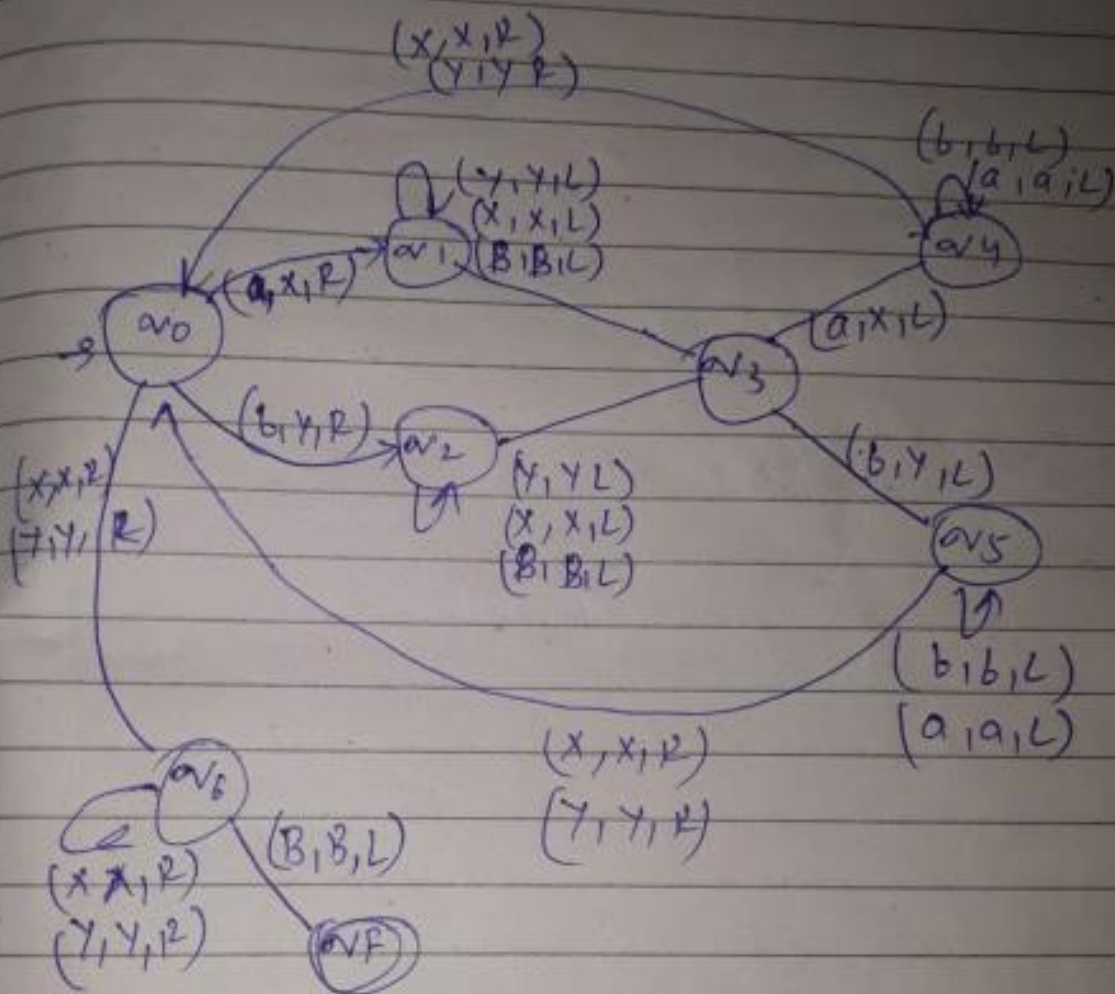 (X, X, R)
(Y, Y R)
(b, b, L)
(a, a, L)
(Y, Y, L)
(X, X, L)
(B, B, L)
q1
q4
(a, X, R)
q0
(a, X, L)
q3
(b, Y, R)
q2
(X, X, R)
(Y, Y, R)
(Y, Y L)
(X, X, L)
(B, B, L)
(B, Y, L)
q5
(b, b, L)
(a, a, L)
(X, X, R)
(Y, Y, R)
q6
(B, B, L)
(X X, R)
(Y, Y, R)
qF